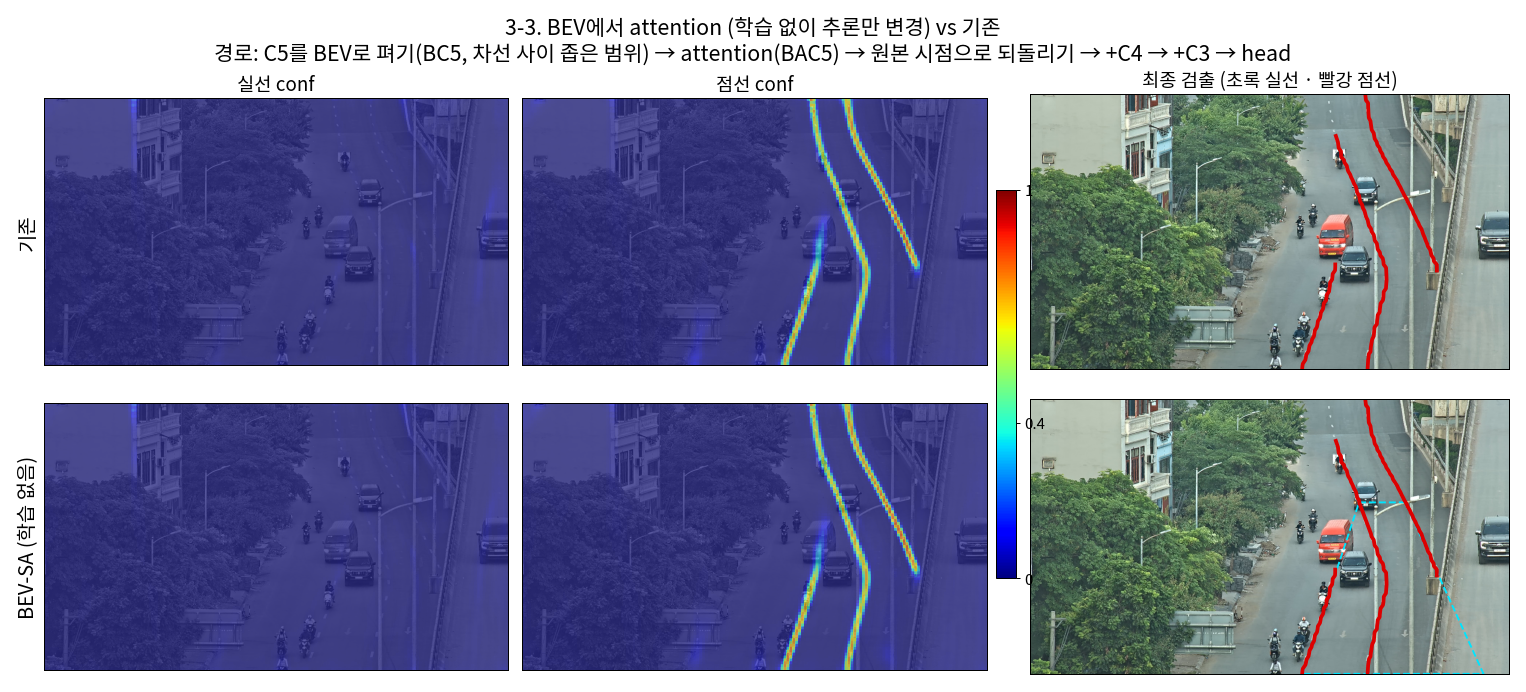 3-3. BEV에서 attention (학습 없이 추론만 변경) vs 기존
경로: C5를 BEV로 펴기(BC5, 차선 사이 좁은 범위) → attention(BAC5) → 원본 시점으로 되돌리기 → +C4 → +C3 → head
실선 conf
점선 conf
최종 검출 (초록 실선 · 빨강 점선)
기존
1
0.4
0
BEV-SA (학습 없음)